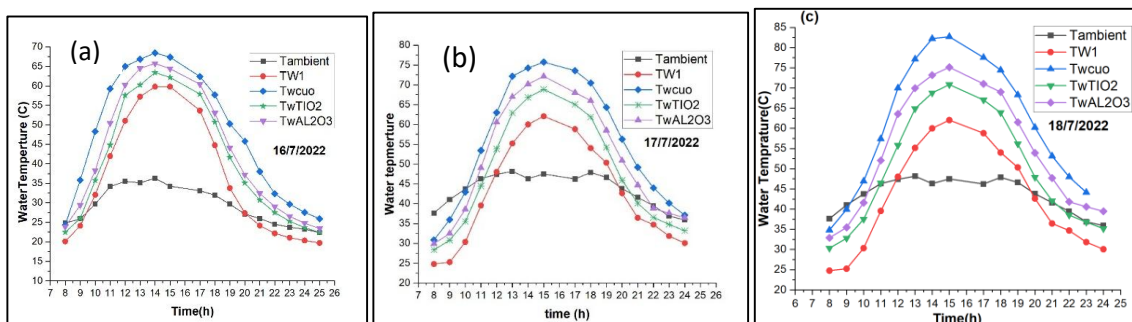 (a)
Water Temperture (C)
70
65
60
55
50
45
40
35
30
25
20
15
10
Tambient
TW1
Twcuo
TwTIO2
TwAL2O3
16/7/2022
7 8 9 10 11 12 13 14 15 16 17 18 19 20 21 22 23 24 25 26
Time(h)
(b)
Water tepmerture
80
75
70
65
60
55
50
45
40
35
30
25
20
Tambient
TW1
Twcuo
TwTIO2
TwAL2O3
17/7/2022
7 8 9 10 11 12 13 14 15 16 17 18 19 20 21 22 23 24 25 26
time (h)
(c)
Water Temprature(C)
85
80
75
70
65
60
55
50
45
40
35
30
25
20
Tambient
TW1
Twcuo
TwTIO2
TwAL2O3
18/7/2022
6 7 8 9 10 11 12 13 14 15 16 17 18 19 20 21 22 23 24 25
Time(h)